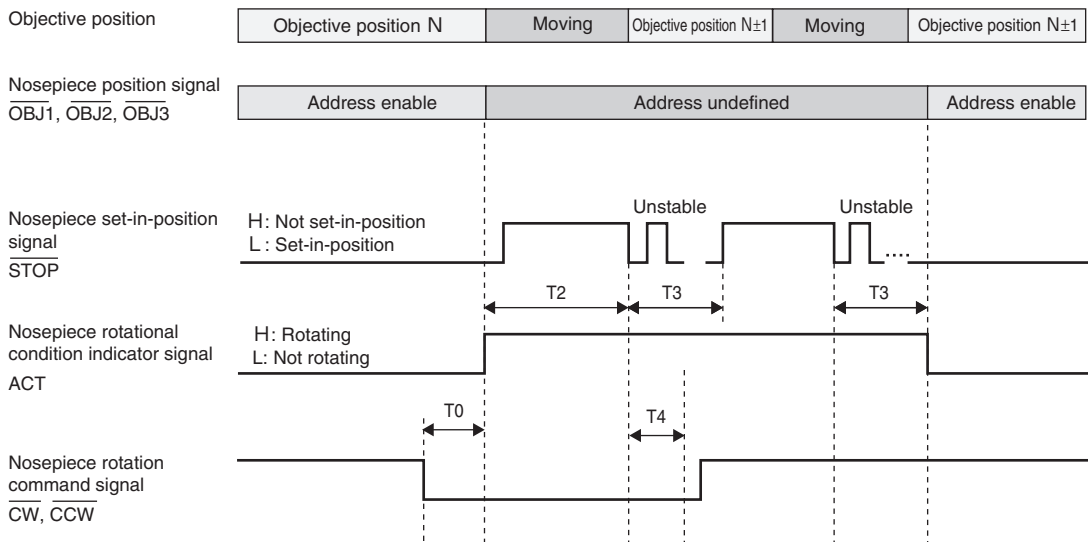 Objective position
Objective position N
Moving
Objective position N±1
Moving
Objective position N±1
Nosepiece position signal
OBJ1, OBJ2, OBJ3
Address enable
Address undefined
Address enable
Nosepiece set-in-position
signal
STOP
H: Not set-in-position
L : Set-in-position
Unstable
Unstable
T2
T3
T3
Nosepiece rotational
condition indicator signal
ACT
H: Rotating
L: Not rotating
T0
T4
Nosepiece rotation
command signal
CW, CCW